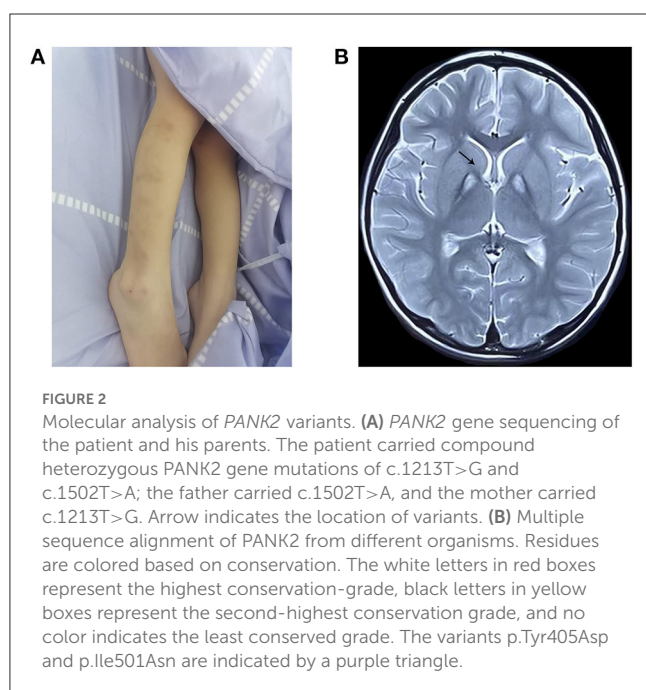 A
B
FIGURE 2
Molecular analysis of PANK2 variants. (A) PANK2 gene sequencing of
the patient and his parents. The patient carried compound
heterozygous PANK2 gene mutations of c.1213T>G and
c.1502T>A; the father carried c.1502T>A, and the mother carried
c.1213T>G. Arrow indicates the location of variants. (B) Multiple
sequence alignment of PANK2 from different organisms. Residues
are colored based on conservation. The white letters in red boxes
represent the highest conservation-grade, black letters in yellow
boxes represent the second-highest conservation grade, and no
color indicates the least conserved grade. The variants p.Tyr405Asp
and p.Ile501Asn are indicated by a purple triangle.